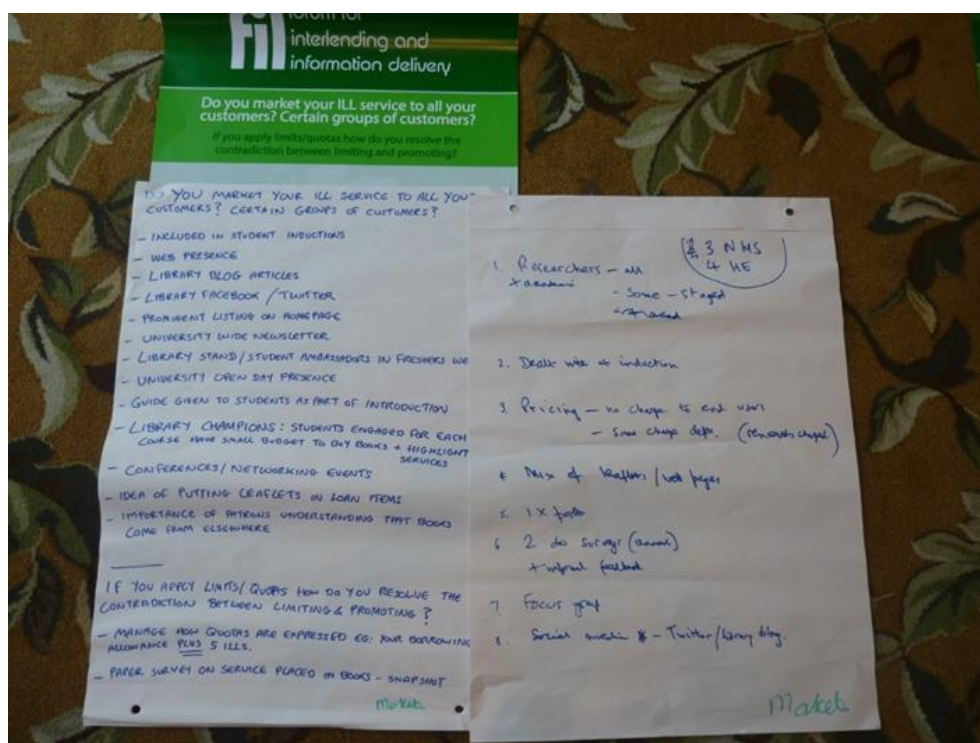 fil
forum for
interlending and
information delivery
Do you market your ILL service to all your
customers? Certain groups of customers?
If you apply limits/quotas how do you resolve the
contradiction between limiting and promoting?
DO YOU MARKET YOUR ILL SERVICE TO ALL YOU
CUSTOMERS? CERTAIN GROUPS OF CUSTOMERS?
- INCLUDED IN STUDENT INDUCTIONS
- WEB PRESENCE
- LIBRARY BLOG ARTICLES
- LIBRARY FACEBOOK / TWITTER
- PROMINENT LISTING ON HOMEPAGE
- UNIVERSITY WIDE NEWSLETTER
- LIBRARY STAND/STUDENT AMBASSADORS IN FRESHERS WE
- UNIVERSITY OPEN DAY PRESENCE
- GUIDE GIVEN TO STUDENTS AS PART OF INTRODUCTION
- LIBRARY CHAMPIONS: STUDENTS ENGAGED FOR EACH
COURSE HAVE SMALL BUDGET TO BUY BOOKS + HIGHLIGHT
SERVICES
- CONFERENCES/NETWORKING EVENTS
- IDEA OF PUTTING LEAFLETS IN LOAN ITEMS
- IMPORTANCE OF PATRONS UNDERSTANDING THAT BOOKS
COME FROM ELSEWHERE
IF YOU APPLY LIMITS/QUOTAS HOW DO YOU RESOLVE THE
CONTRADICTION BETWEEN LIMITING & PROMOTING?
- MANAGE HOW QUOTAS ARE EXPRESSED EG: YOUR BORROWING
ALLOWANCE PLUS 5 ILLS.
- PAPER SURVEY ON SERVICE PLACED IN BOOKS - SNAPSHOT
Markets
3 NHS
4 HE
1. Researchers - all
- Some - staged
2. Dealt with at induction
3. Pricing - no charge to end users
- Some charge depts.
4 Mix of leaflets / web pages
5. 1 x poster
6 2 do surveys (annual)
+ informal feedback
7. Focus group
8. Social media - Twitter/library blog.
Markets